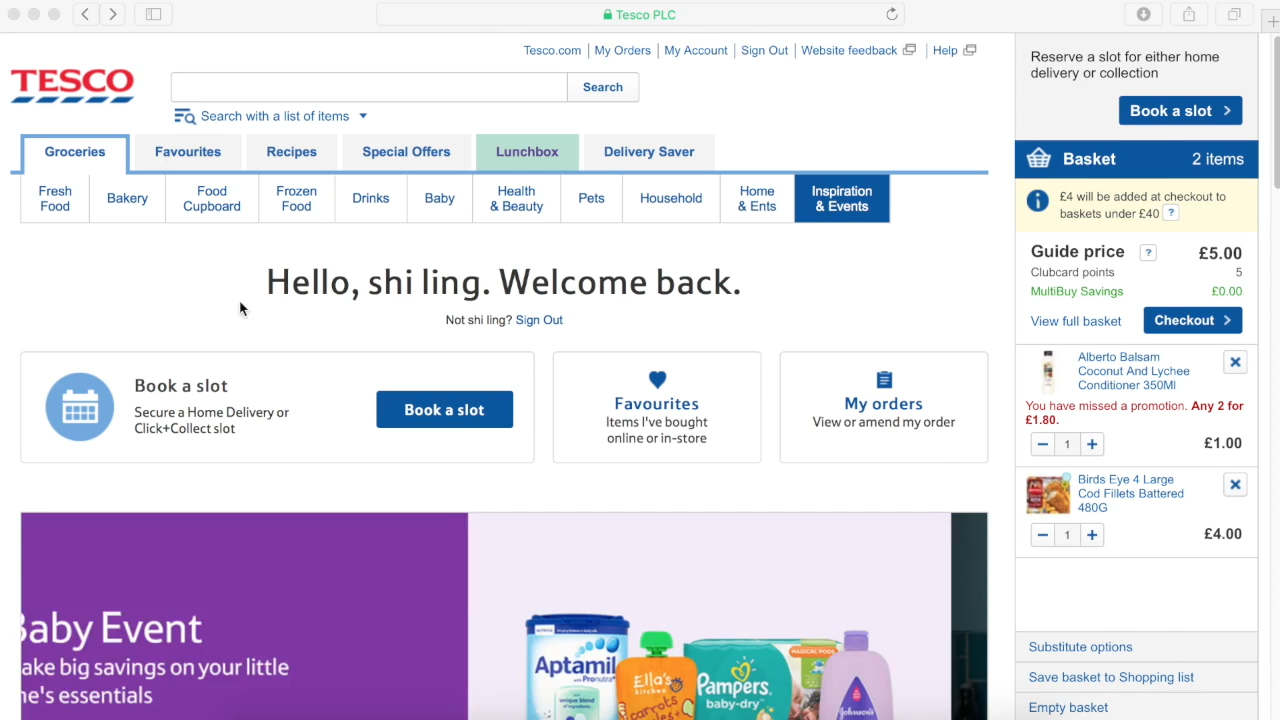 Tesco PLC
Tesco.com
My Orders
My Account
Sign Out
Website feedback
Help
TESCO
Search
Search with a list of items
Groceries
Favourites
Recipes
Special Offers
Lunchbox
Delivery Saver
Fresh
Food
Bakery
Food
Cupboard
Frozen
Food
Drinks
Baby
Health
& Beauty
Pets
Household
Home
& Ents
Inspiration
& Events
Hello, shi ling. Welcome back.
Not shi ling? Sign Out
Book a slot
Secure a Home Delivery or
Click+Collect slot
Book a slot
Favourites
Items I've bought
online or in-store
My orders
View or amend my order
Baby Event
ake big savings on your little
ne's essentials
Aptamil
with Pronutra
Ella's
kitchen
carrots
MAGICAL PODS
Pampers
baby-dry
Johnson's
Reserve a slot for either home
delivery or collection
Book a slot
Basket 2 items
£4 will be added at checkout to
baskets under £40 ?
Guide price ? £5.00
Clubcard points 5
MultiBuy Savings £0.00
View full basket
Checkout
Alberto Balsam
Coconut And Lychee
Conditioner 350Ml
You have missed a promotion. Any 2 for
£1.80.
1 £1.00
Birds Eye 4 Large
Cod Fillets Battered
480G
1 £4.00
Substitute options
Save basket to Shopping list
Empty basket